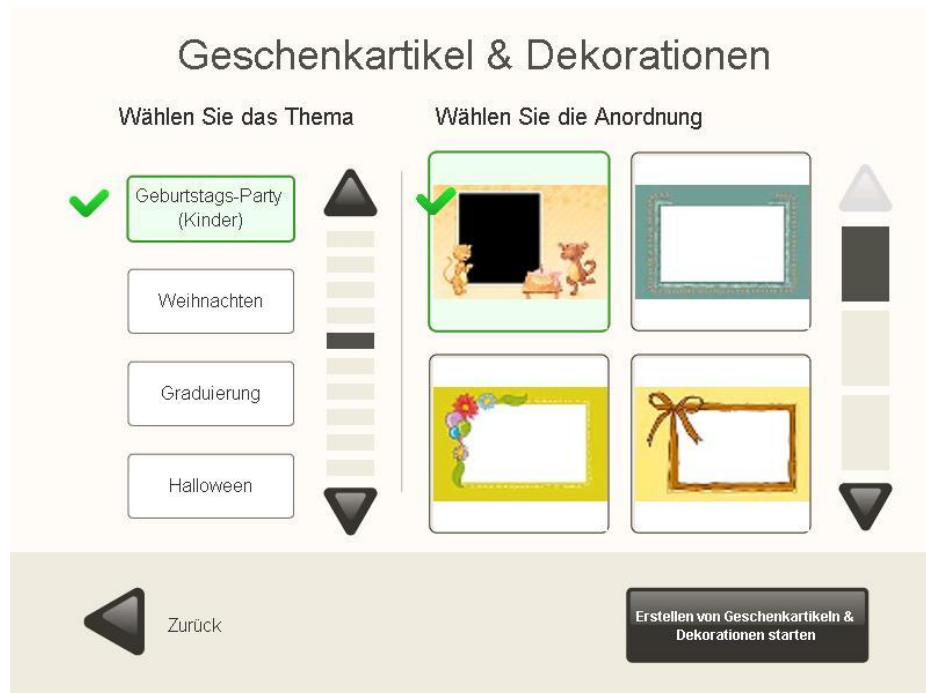 Geschenkartikel & Dekorationen
Wählen Sie das Thema
Wählen Sie die Anordnung
Geburtstags-Party
(Kinder)
Weihnachten
Graduierung
Halloween
Zurück
Erstellen von Geschenkartikeln &
Dekorationen starten